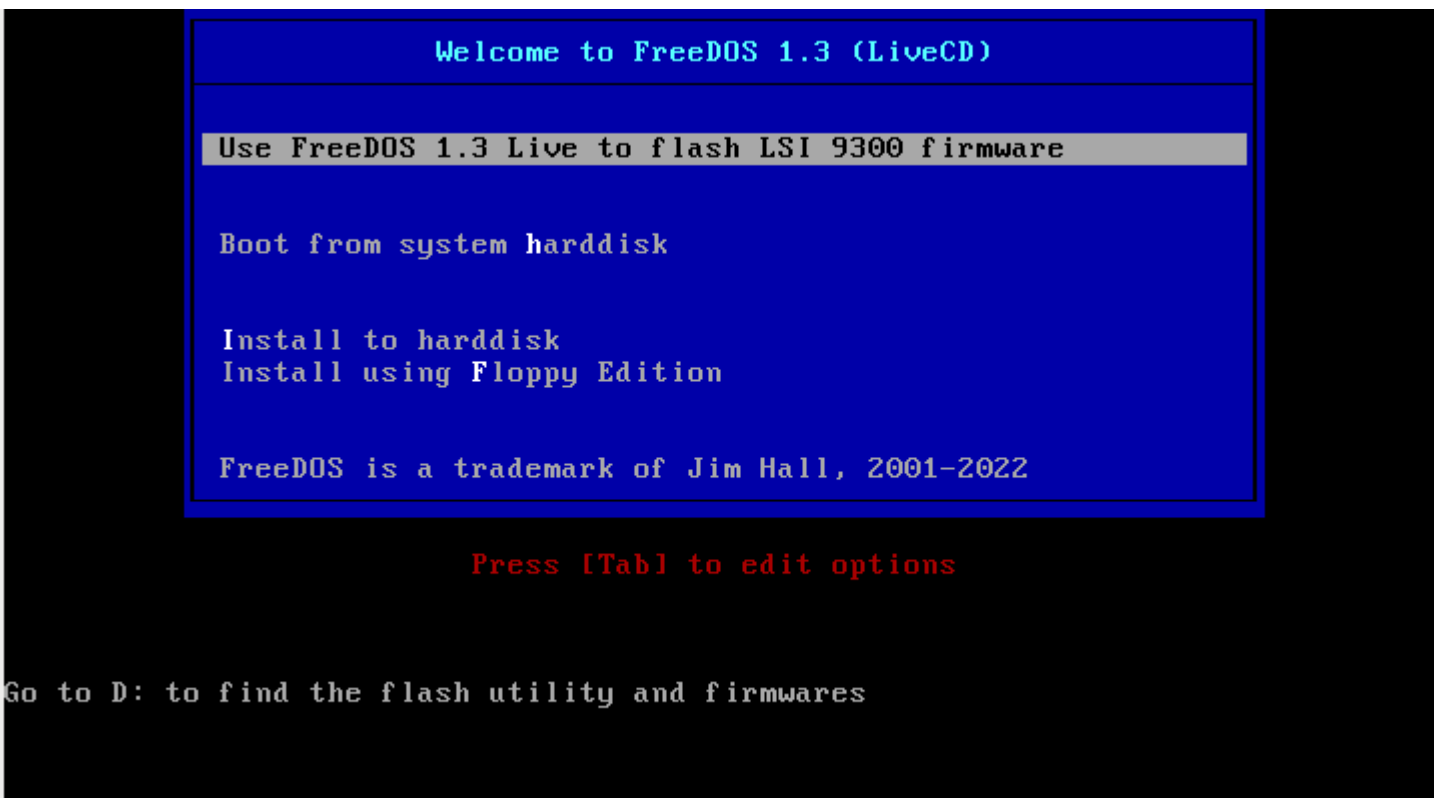 Welcome to FreeDOS 1.3 (LiveCD)
Use FreeDOS 1.3 Live to flash LSI 9300 firmware
Boot from system harddisk
Install to harddisk
Install using Floppy Edition
FreeDOS is a trademark of Jim Hall, 2001-2022
Press [Tab] to edit options
Go to D: to find the flash utility and firmwares